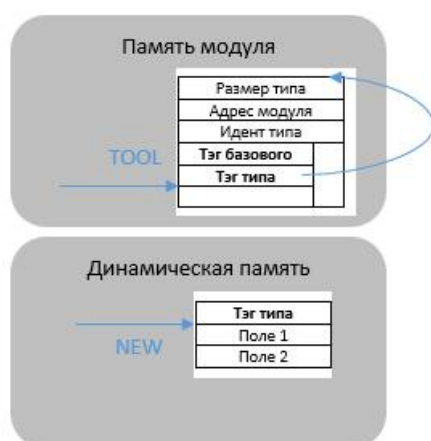 Память модуля
Размер типа
Адрес модуля
Идент типа
TOOL
Тэг базового
Тэг типа
Динамическая память
Тэг типа
NEW
Поле 1
Поле 2